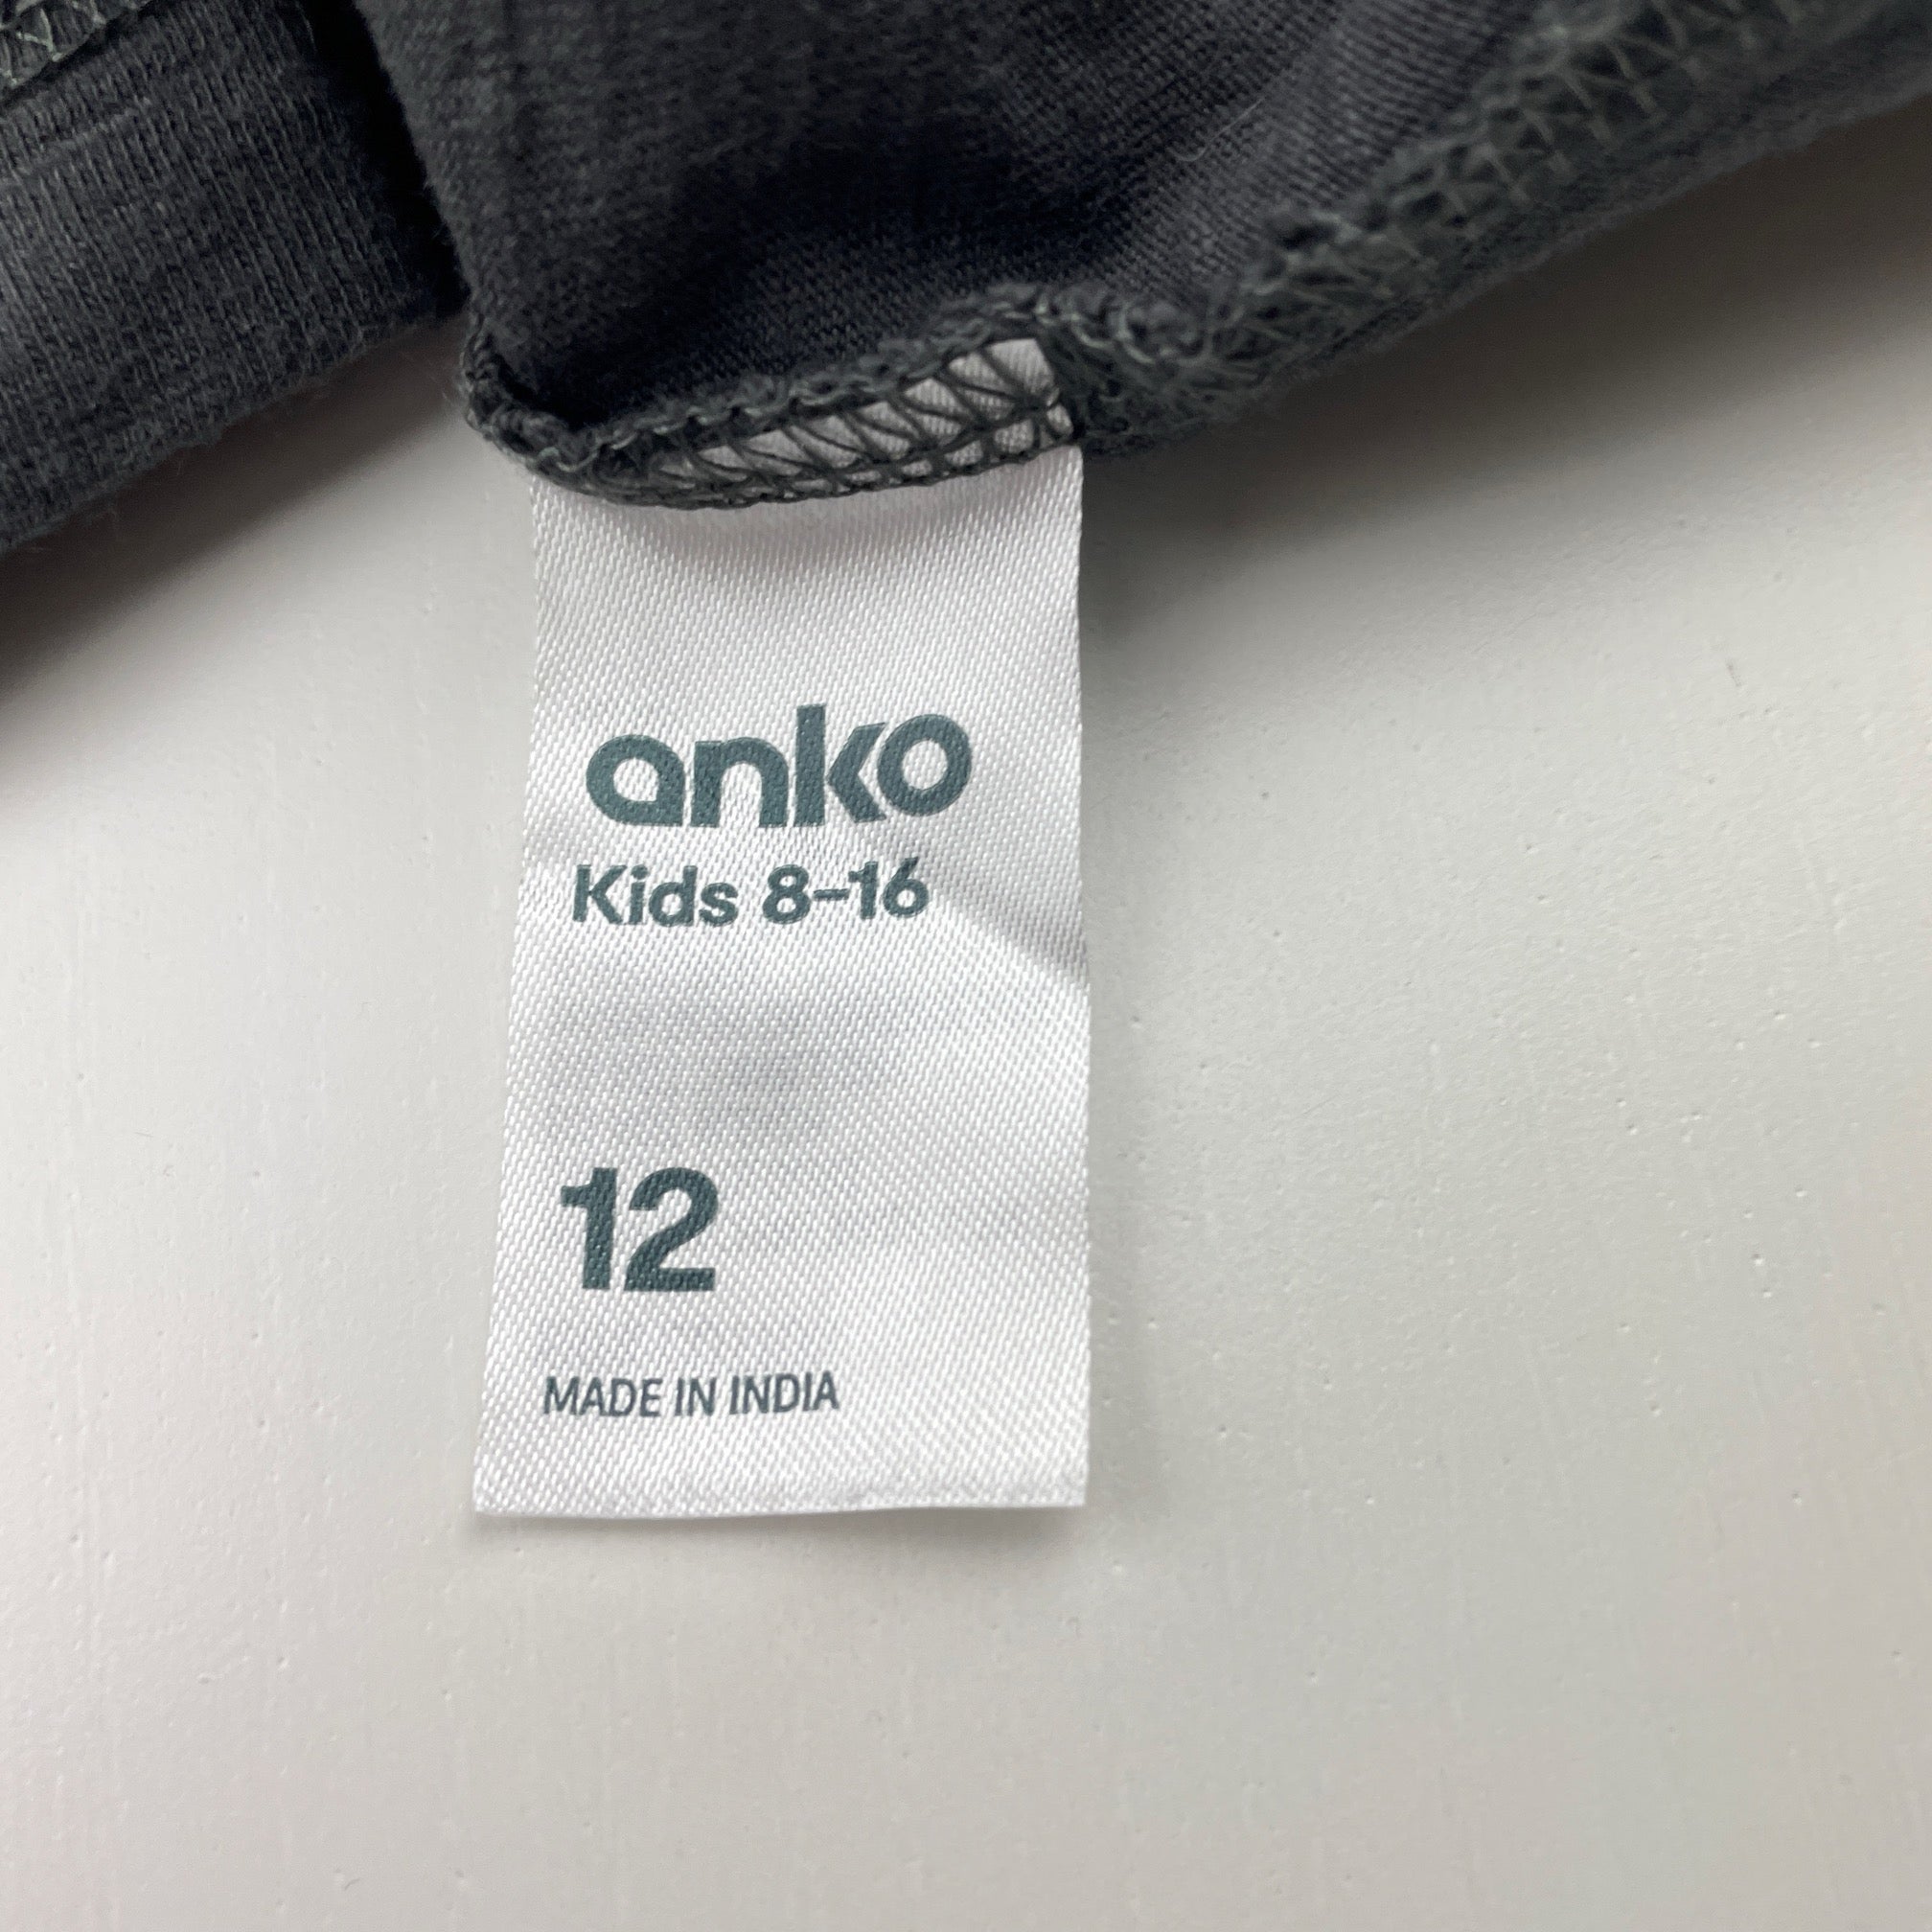 anko
Kids 8-16
12
MADE IN INDIA